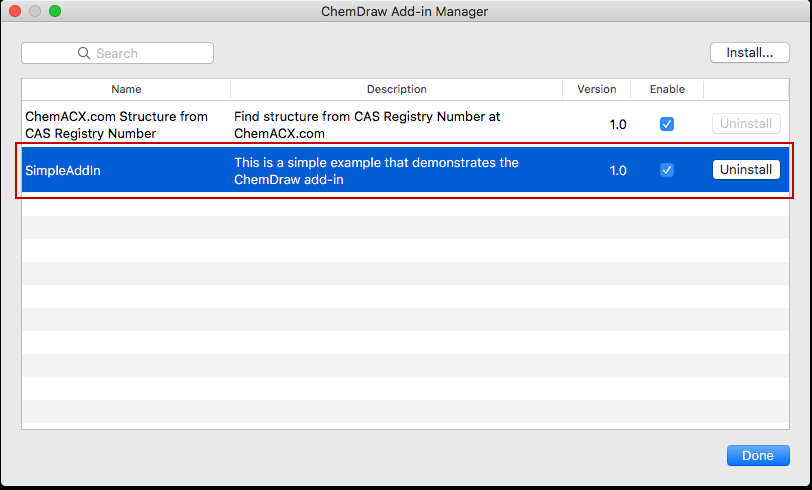 ChemDraw Add-in Manager
Search
Install...
Name Description Version Enable
ChemACX.com Structure from
CAS Registry Number
Find structure from CAS Registry Number at
ChemACX.com
1.0
Uninstall
SimpleAddIn
This is a simple example that demonstrates the
ChemDraw add-in
1.0
Uninstall
Done